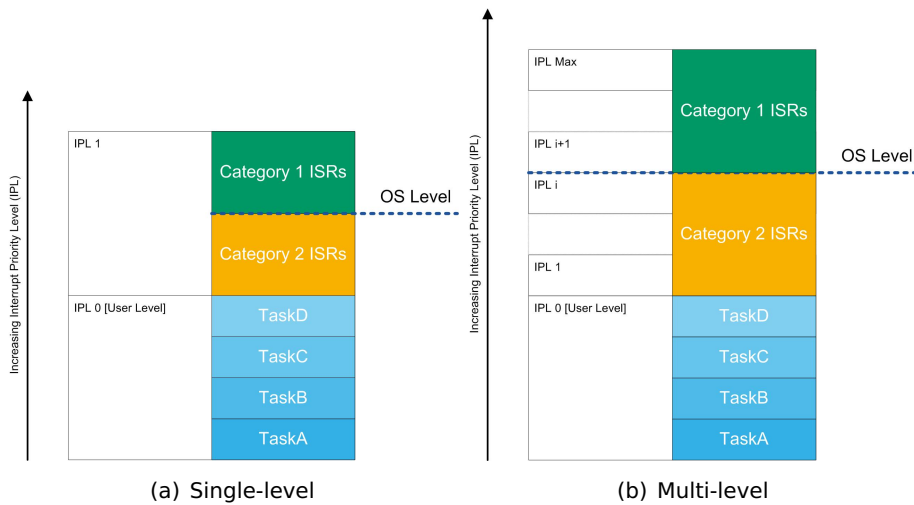 Increasing Interrupt Priority Level (IPL)
IPL 1
Category 1 ISRs
OS Level
Category 2 ISRs
IPL 0 [User Level]
TaskD
TaskC
TaskB
TaskA
(a) Single-level
Increasing Interrupt Priority Level (IPL)
IPL Max
Category 1 ISRs
IPL i+1
OS Level
IPL i
Category 2 ISRs
IPL 1
IPL 0 [User Level]
TaskD
TaskC
TaskB
TaskA
(b) Multi-level